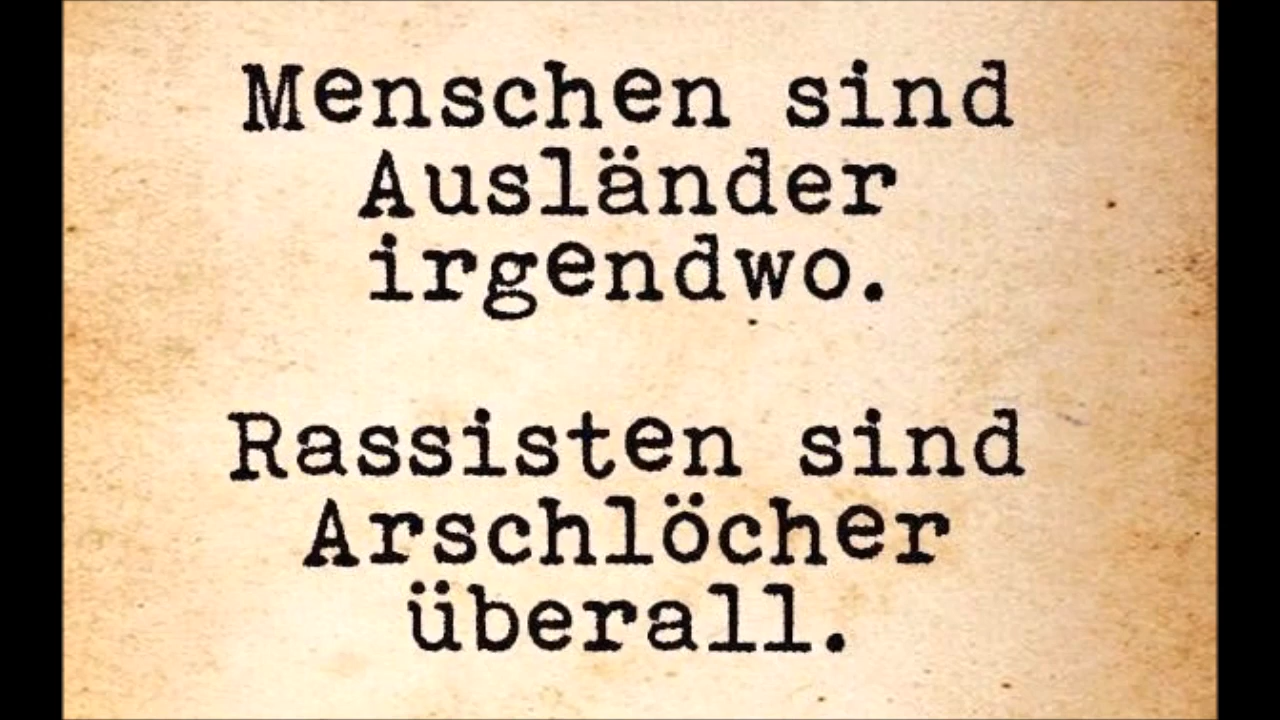 Menschen sind
Ausländer
irgendwo.
Rassisten sind
Arschlöcher
überall.